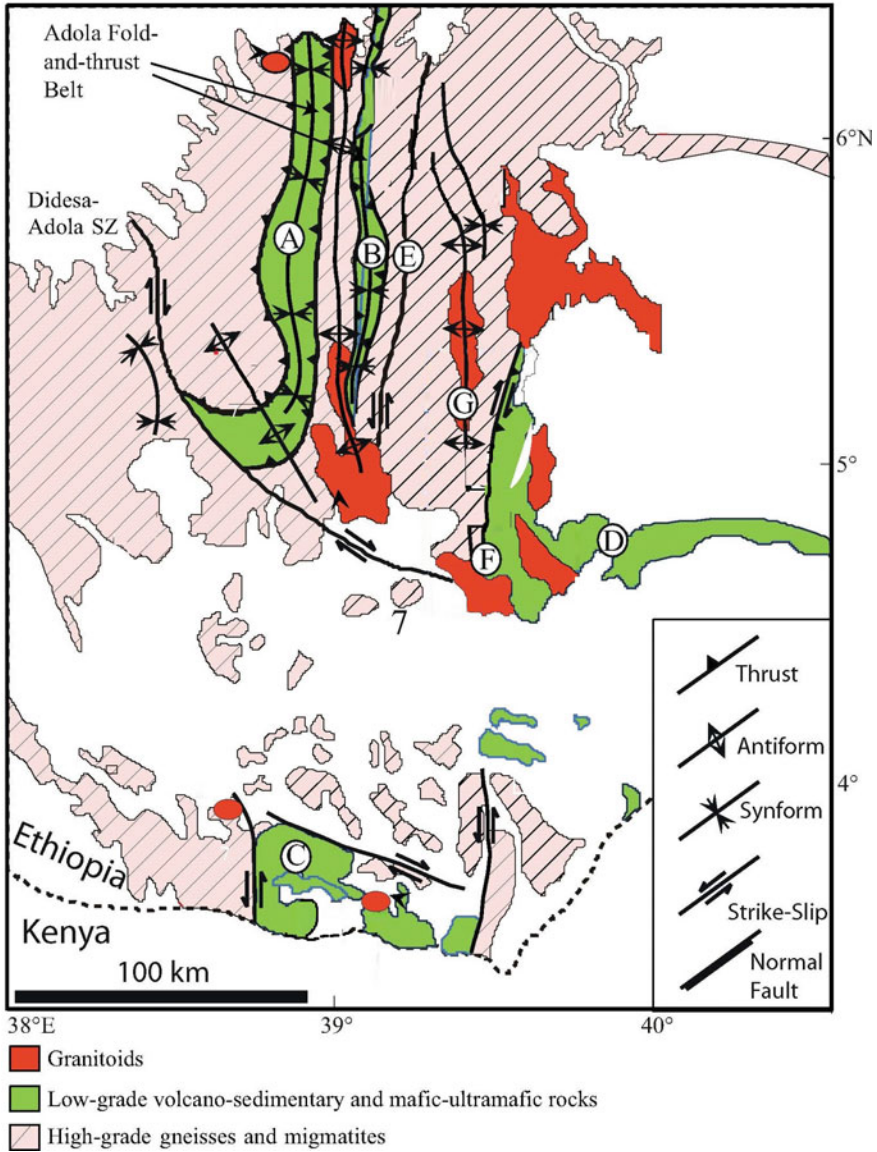 Adola Fold-
and-thrust
Belt
6°N
Didesa-
Adola SZ
A
B
E
G
5°
D
F
7
Thrust
Antiform
4°
Synform
C
Ethiopia
Strike-Slip
Kenya
Normal
Fault
100 km
38°E
39°
40°
Granitoids
Low-grade volcano-sedimentary and mafic-ultramafic rocks
High-grade gneisses and migmatites